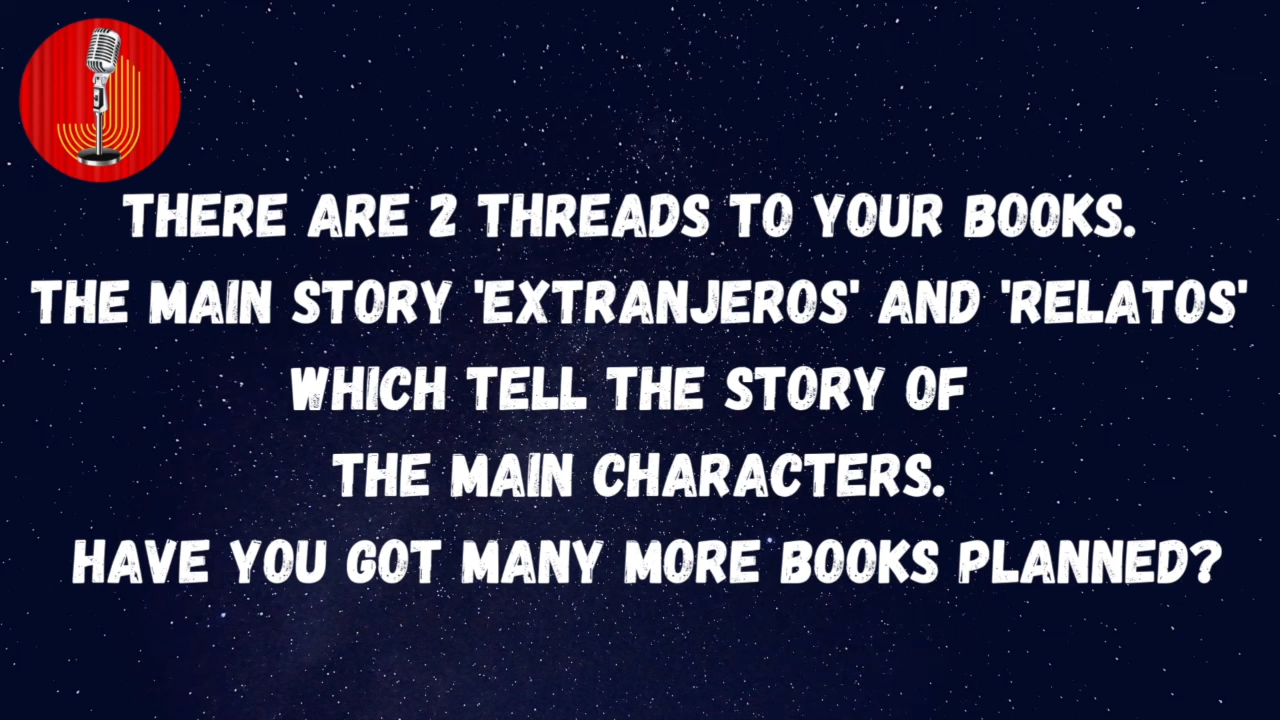 THERE ARE 2 THREADS TO YOUR BOOKS.
THE MAIN STORY 'EXTRANJEROS' AND 'RELATOS'
WHICH TELL THE STORY OF
THE MAIN CHARACTERS.
HAVE YOU GOT MANY MORE BOOKS PLANNED?